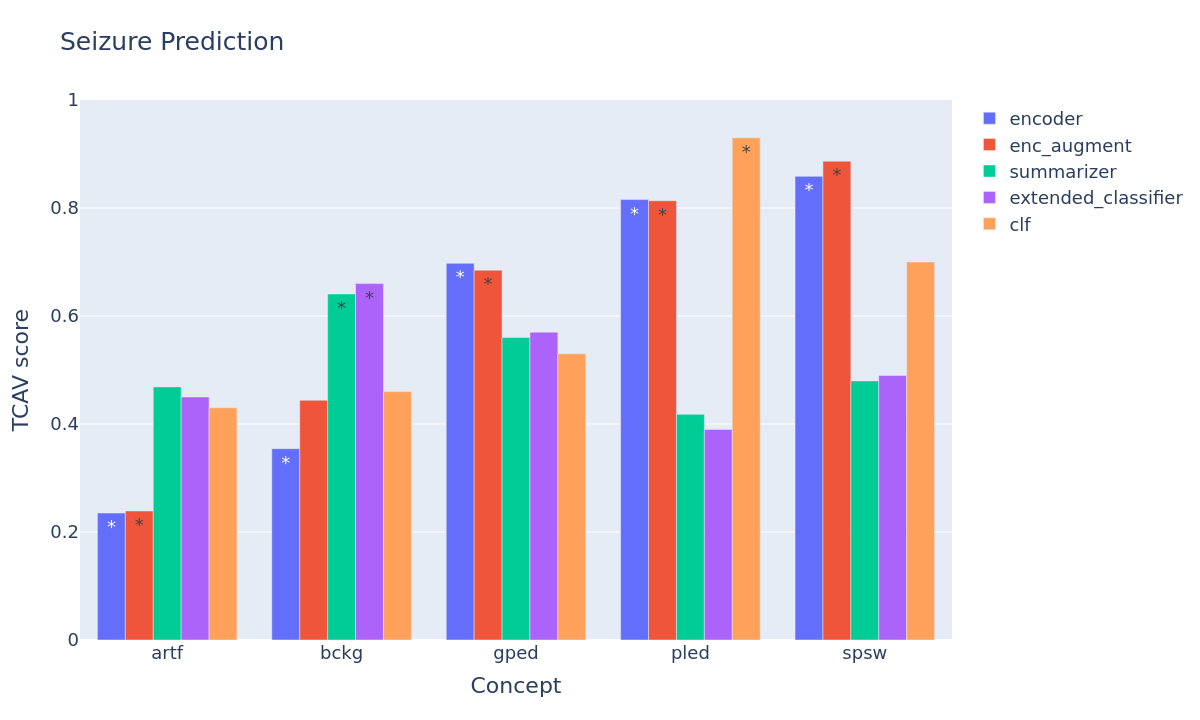 Seizure Prediction
1
0.8
0.6
0.4
0.2
0
TCAV score
* * * * * * * * * * * * *
artf bckg gped pled spsw
Concept
encoder
enc_augment
summarizer
extended_classifier
clf